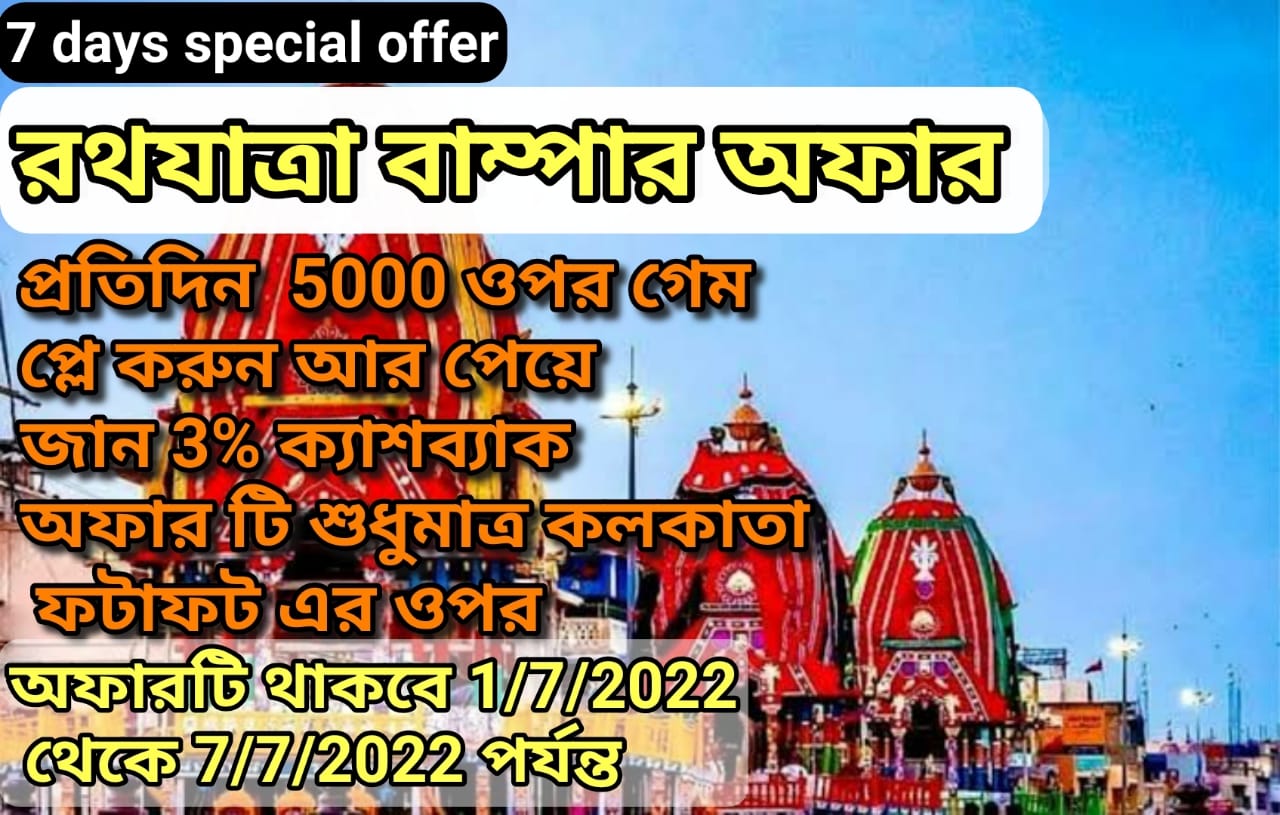 7 days special offer
রথযাত্রা বাম্পার অফার
প্রতিদিন 5000 ওপর গেম
প্লে করুন আর পেয়ে
জান 3% ক্যাশব্যাক
অফার টি শুধুমাত্র কলকাতা
ফটাফট এর ওপর
অফারটি থাকবে 1/7/2022
থেকে 7/7/2022 পর্যন্ত